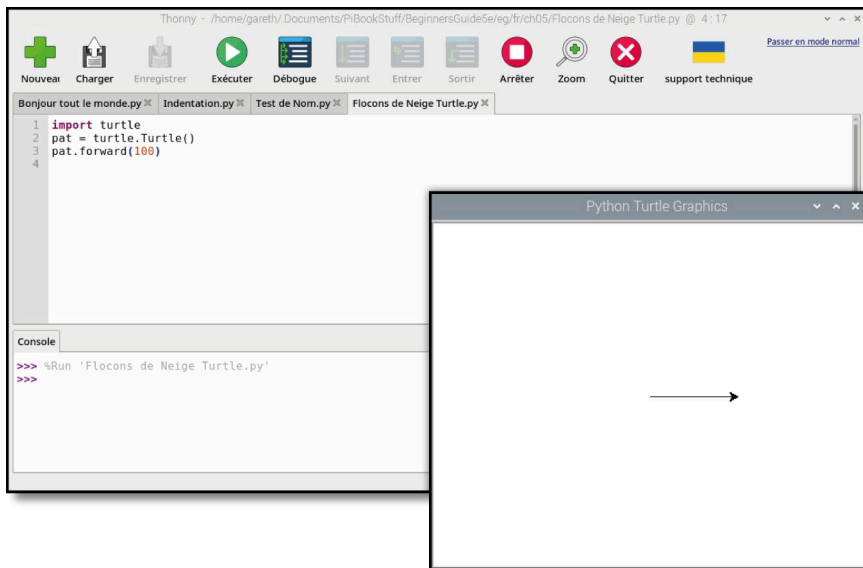 Thonny - /home/gareth/.Documents/PiBookStuff/BeginnersGuide5e/eg/fr/ch05/Flocons de Neige Turtle.py @ 4:17
Passer en mode normal
Nouveau Charger Enregistrer Exécuter Débogue Suivant Entrer Sortir Arrêter Zoom Quitter support technique
Bonjour tout le monde.py Indentation.py Test de Nom.py Flocons de Neige Turtle.py
1 import turtle
2 pat = turtle.Turtle()
3 pat.forward(100)
4
Python Turtle Graphics
Console
>>> %Run 'Flocons de Neige Turtle.py'
>>>